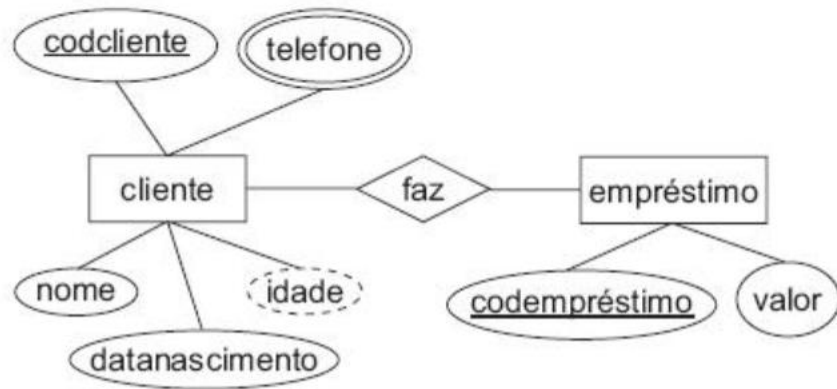 codcliente
telefone
cliente
faz
empréstimo
nome
idade
codempréstimo
valor
datanascimento